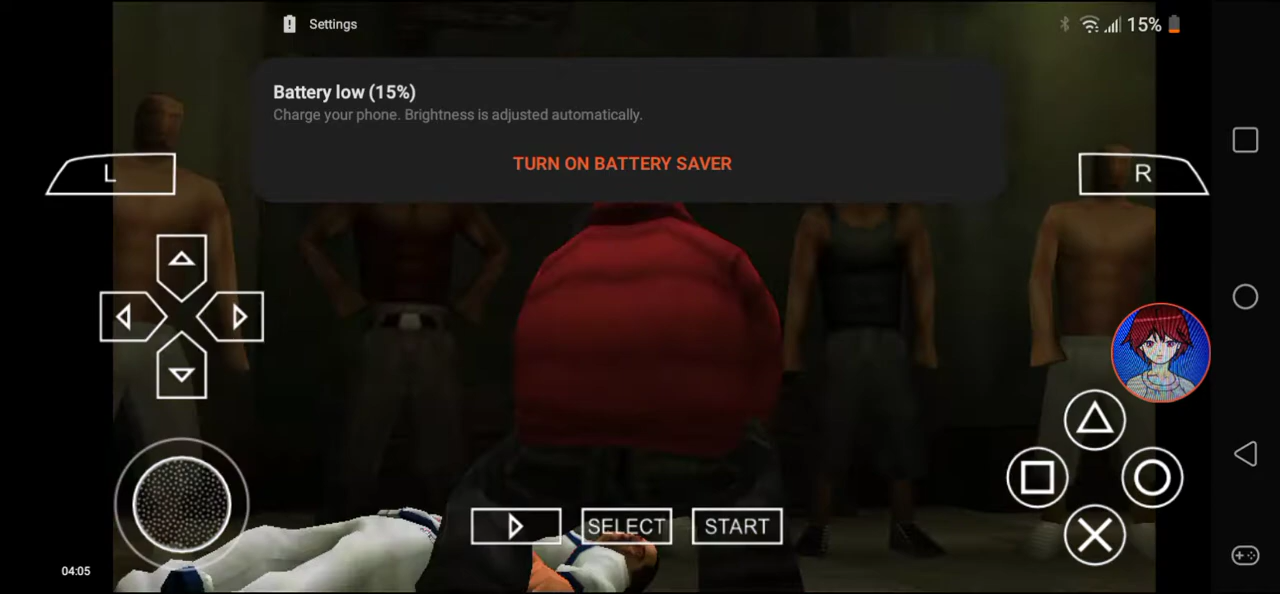 Settings
15%
Battery low (15%)
Charge your phone. Brightness is adjusted automatically.
TURN ON BATTERY SAVER
L
R
SELECT
START
04:05